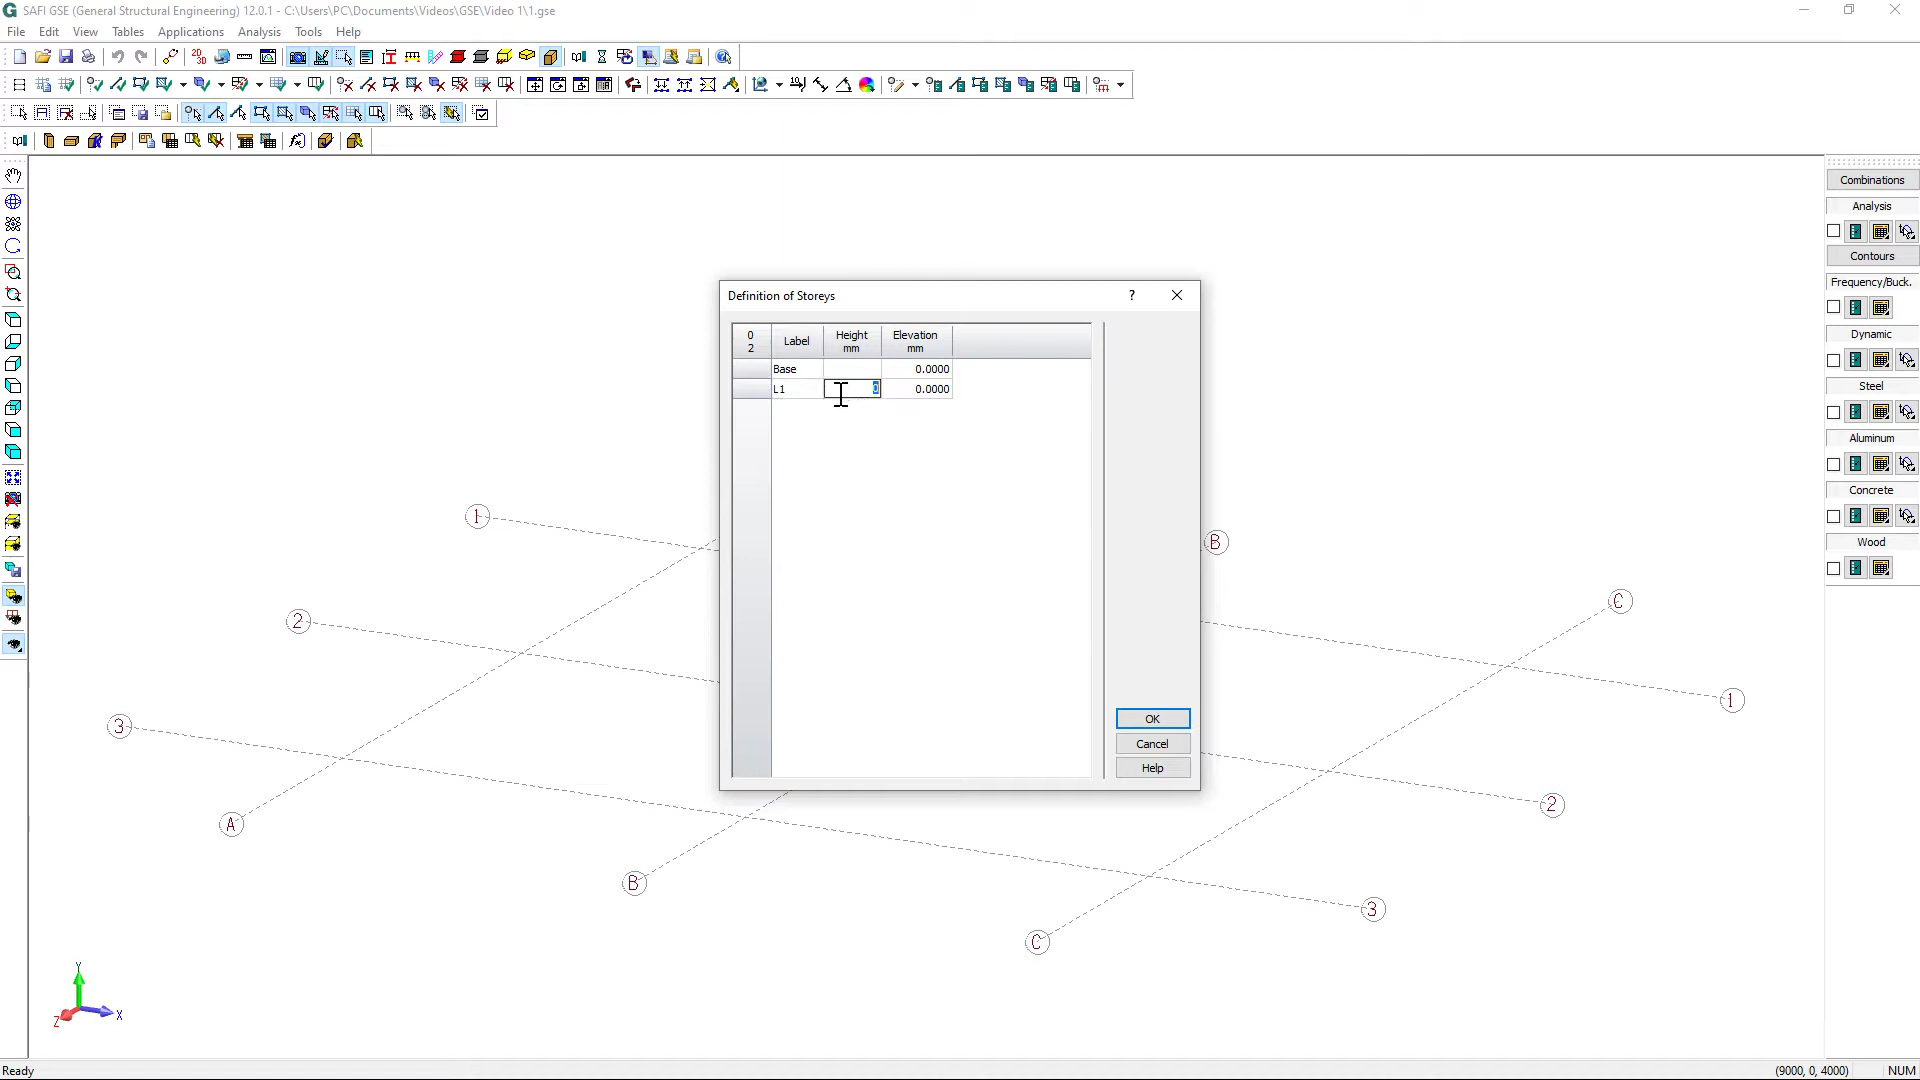 SAFI GSE (General Structural Engineering) 12.0.1 - C:\Users\PC\Documents\Videos\GSE\Video 1\1.gse
File Edit View Tables Applications Analysis Tools Help
2D
3D
f(x)
Combinations
Analysis
Contours
Frequency/Buck.
Dynamic
Steel
Aluminum
Concrete
Wood
Definition of Storeys ?
0
2
Label
Height
mm
Elevation
mm
Base 0.0000
L1 0 0.0000
OK
Cancel
Help
1
B
C
2
1
3
2
A
B
3
C
Y
X
Z
Ready (9000, 0, 4000) NUM